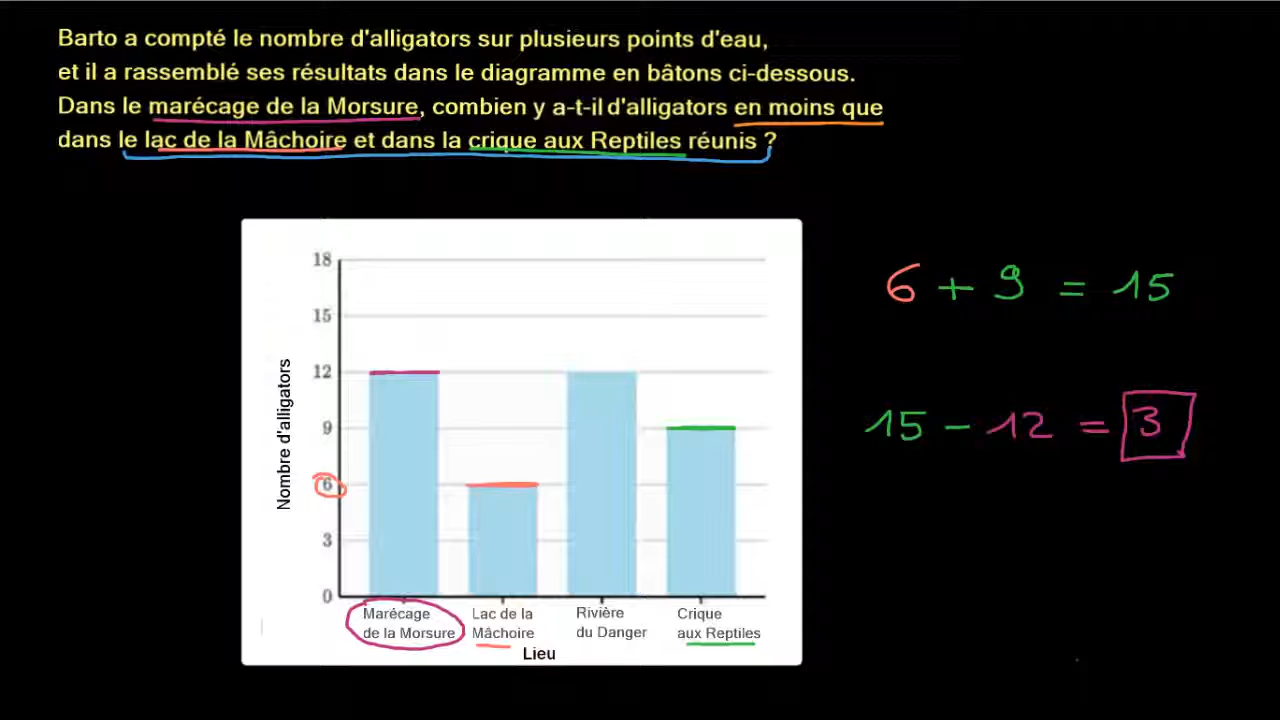 Barto a compté le nombre d'alligators sur plusieurs points d'eau,
et il a rassemblé ses résultats dans le diagramme en bâtons ci-dessous.
Dans le marécage de la Morsure, combien y a-t-il d'alligators en moins que
dans le lac de la Mâchoire et dans la crique aux Reptiles réunis ?
18
15
12
9
6
3
0
Nombre d'alligators
Marécage
de la Morsure
Lac de la
Mâchoire
Rivière
du Danger
Crique
aux Reptiles
Lieu
6 + 9 = 15
15 - 12 = 3